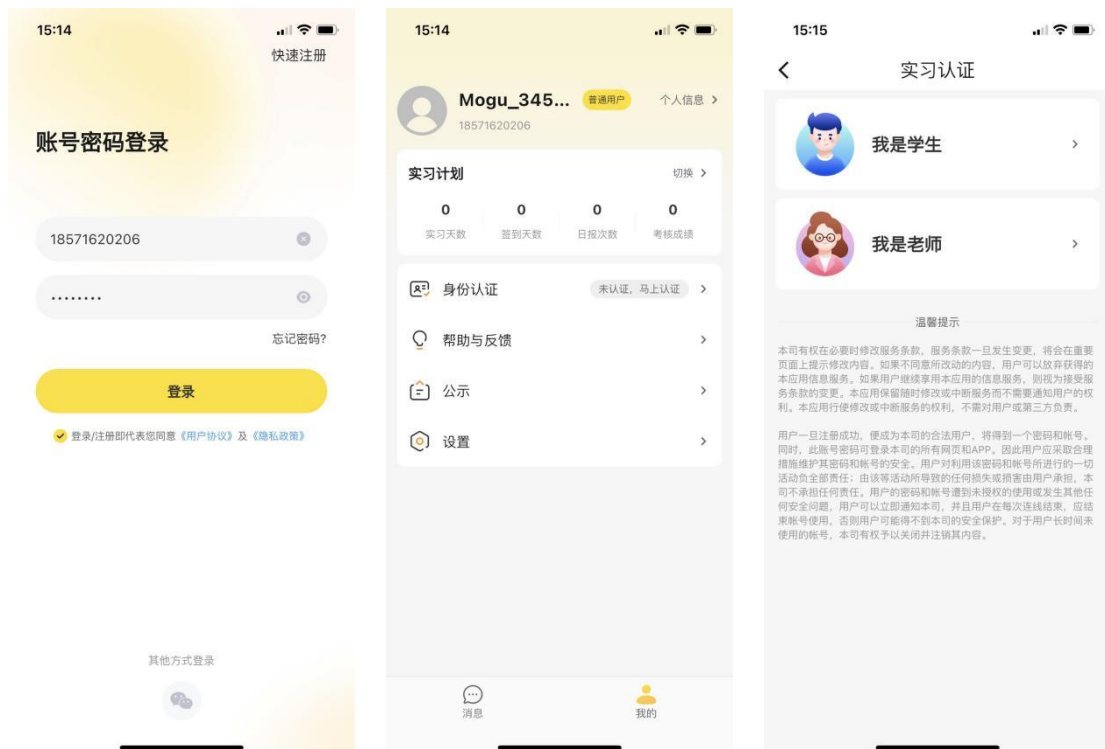 15:14
快速注册
账号密码登录
18571620206
········
忘记密码?
登录
登录/注册即代表您同意《用户协议》及《隐私政策》
其他方式登录
15:14
Mogu_345... 普通用户 个人信息
18571620206
实习计划 切换
0 0 0 0
实习天数 签到天数 日报次数 考核成绩
身份认证 未认证，马上认证
帮助与反馈
公示
设置
消息 我的
15:15
实习认证
我是学生
我是老师
温馨提示
本司有权在必要时修改服务条款，服务条款一旦发生变更，将会在重要
页面上提示修改内容。如果不同意所改动的内容，用户可以放弃获得的
本应用信息服务。如果用户继续享用本应用的信息服务，则视为接受服
务条款的变更。本应用保留随时修改或中断服务而不需要通知用户的权
利。本应用行使修改或中断服务的权利，不需对用户或第三方负责。
用户一旦注册成功，便成为本司的合法用户，将得到一个密码和帐号。
同时，此账号密码可登录本司的所有网页和APP。因此用户应采取合理
措施维护其密码和帐号的安全。用户对利用该密码和帐号所进行的一切
活动负全部责任；由该等活动所导致的任何损失或损害由用户承担，本
司不承担任何责任。用户的密码和帐号遭到未授权的使用或发生其他任
何安全问题，用户可以立即通知本司，并且用户在每次连线结束，应结
束帐号使用，否则用户可能得不到本司的安全保护。对于用户长时间未
使用的帐号，本司有权予以关闭并注销其内容。